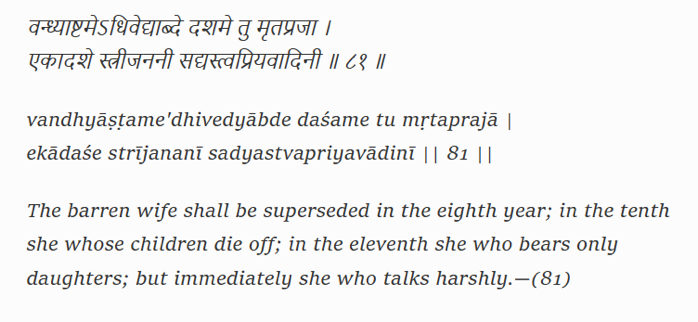 वन्ध्याष्टमेऽधिवेद्याब्दे दशमे तु मृतप्रजा ।
एकादशे स्त्रीजननी सद्यस्त्वप्रियवादिनी ॥ ८१ ॥
vandhyāṣṭame'dhivedyābde daśame tu mṛtaprajā |
ekādaśe strījananī sadyastvapriyavādinī || 81 ||
The barren wife shall be superseded in the eighth year; in the tenth
she whose children die off; in the eleventh she who bears only
daughters; but immediately she who talks harshly.—(81)